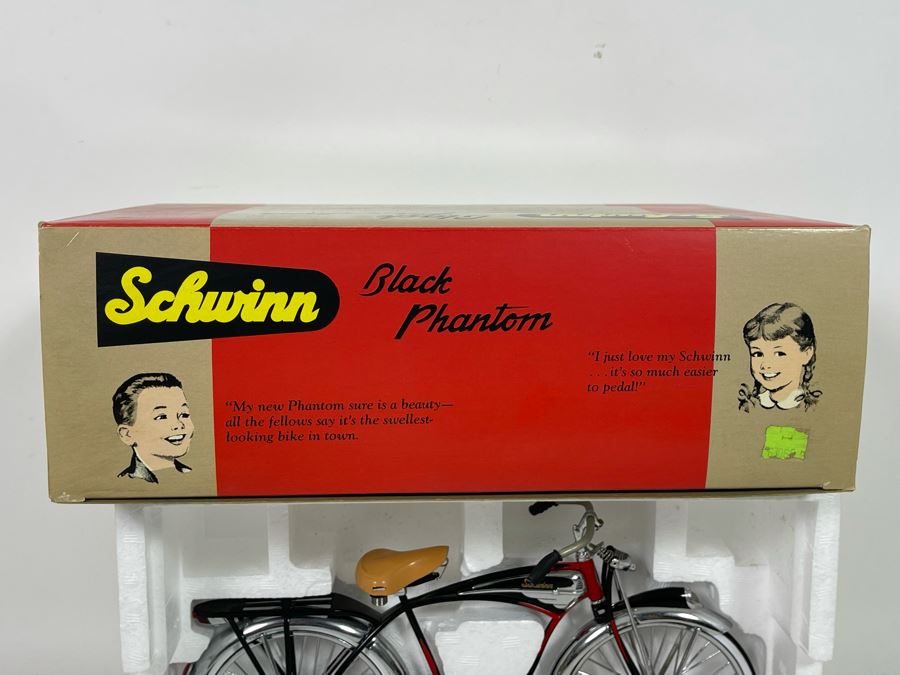 Schwinn
Black
Phantom
"I just love my Schwinn
. . . it's so much easier
to pedal!"
"My new Phantom sure is a beauty—
all the fellows say it's the swellest-
looking bike in town.
Schwinn